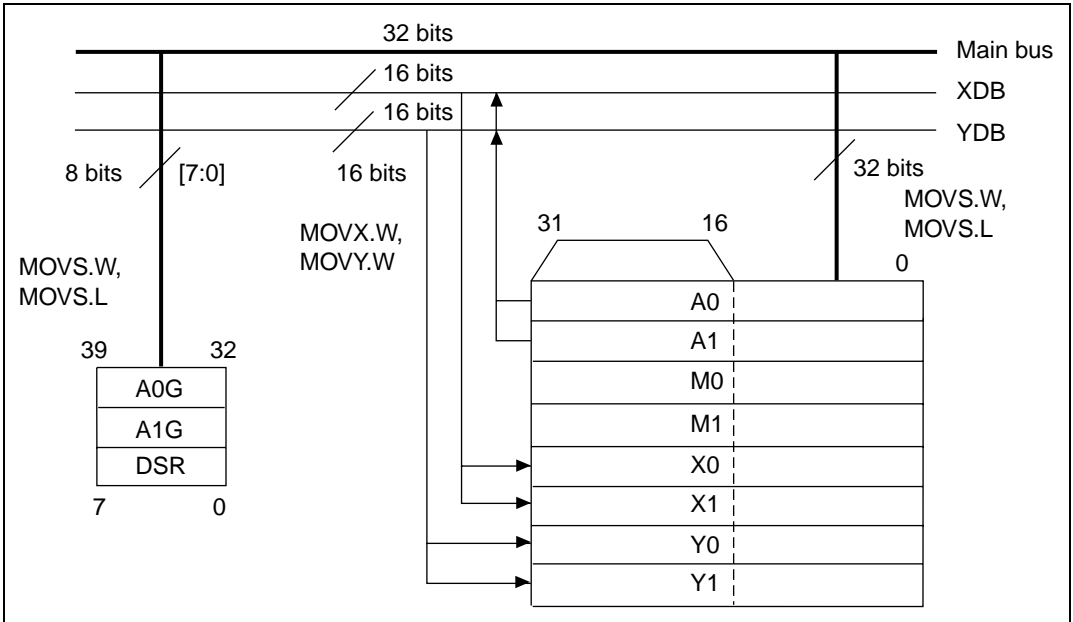 32 bits
Main bus
16 bits
XDB
16 bits
YDB
8 bits
[7:0]
16 bits
32 bits
MOVS.W,
MOVS.L
MOVX.W,
MOVY.W
31
16
0
MOVS.W,
MOVS.L
39
32
A0G
A1G
DSR
7
0
A0
A1
M0
M1
X0
X1
Y0
Y1